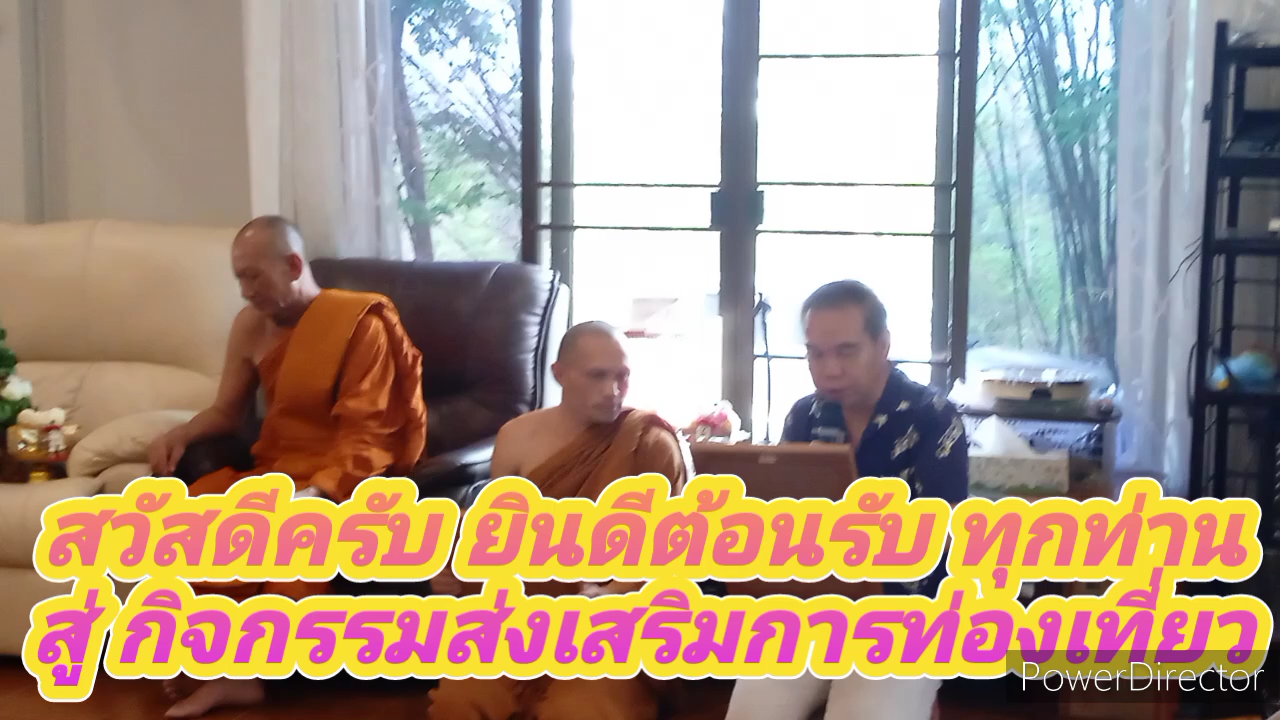 สวัสดีครับ ยินดีต้อนรับ ทุกท่าน
สู่ กิจกรรมส่งเสริมการท่องเที่ยว
PowerDirector